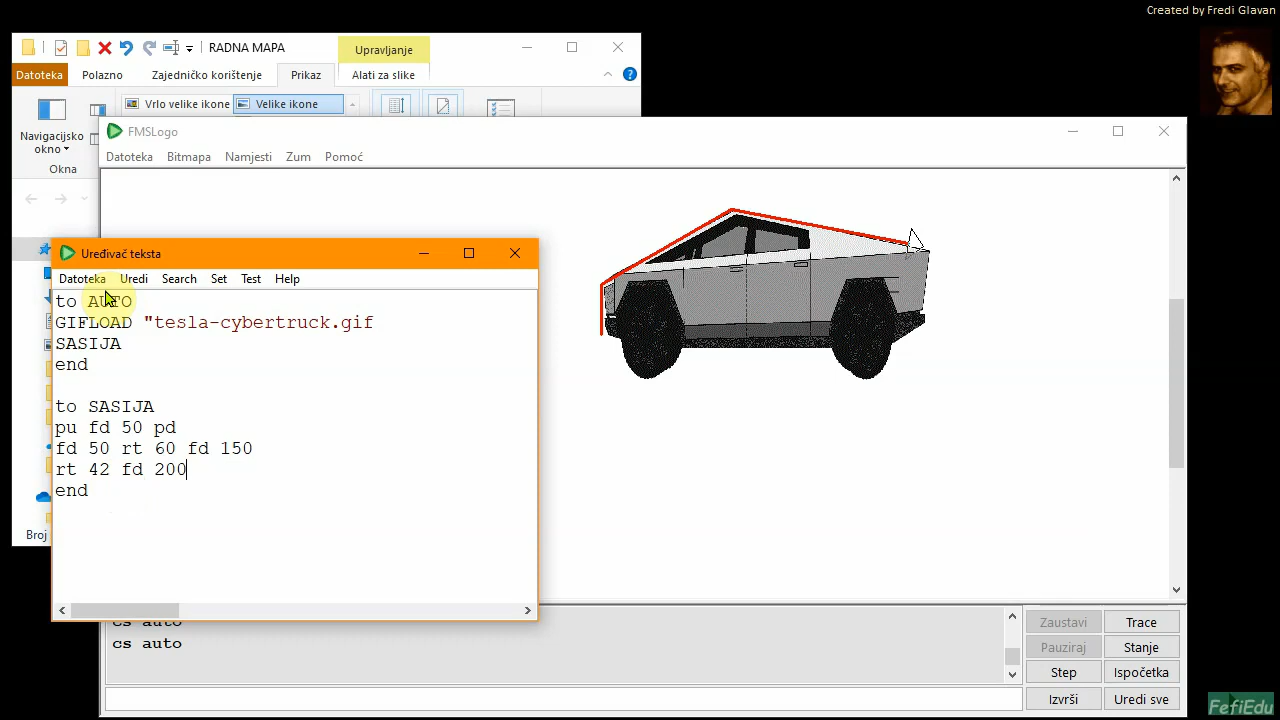 Created by Fredi Glavan
RADNA MAPA
Upravljanje
Datoteka
Polazno
Zajedničko korištenje
Prikaz
Alati za slike
Navigacijsko
okno
Vrlo velike ikone
Velike ikone
Okna
FMSLogo
Datoteka Bitmapa Namjesti Zum Pomoć
Uređivač teksta
Datoteka Uredi Search Set Test Help
to AUTO
GIFLOAD "tesla-cybertruck.gif
SASIJA
end
to SASIJA
pu fd 50 pd
fd 50 rt 60 fd 150
rt 42 fd 200
end
Broj
cs auto
cs auto
Zaustavi Trace
Pauziraj Stanje
Step Ispočetka
Izvrši Uredi sve
FefiEdu